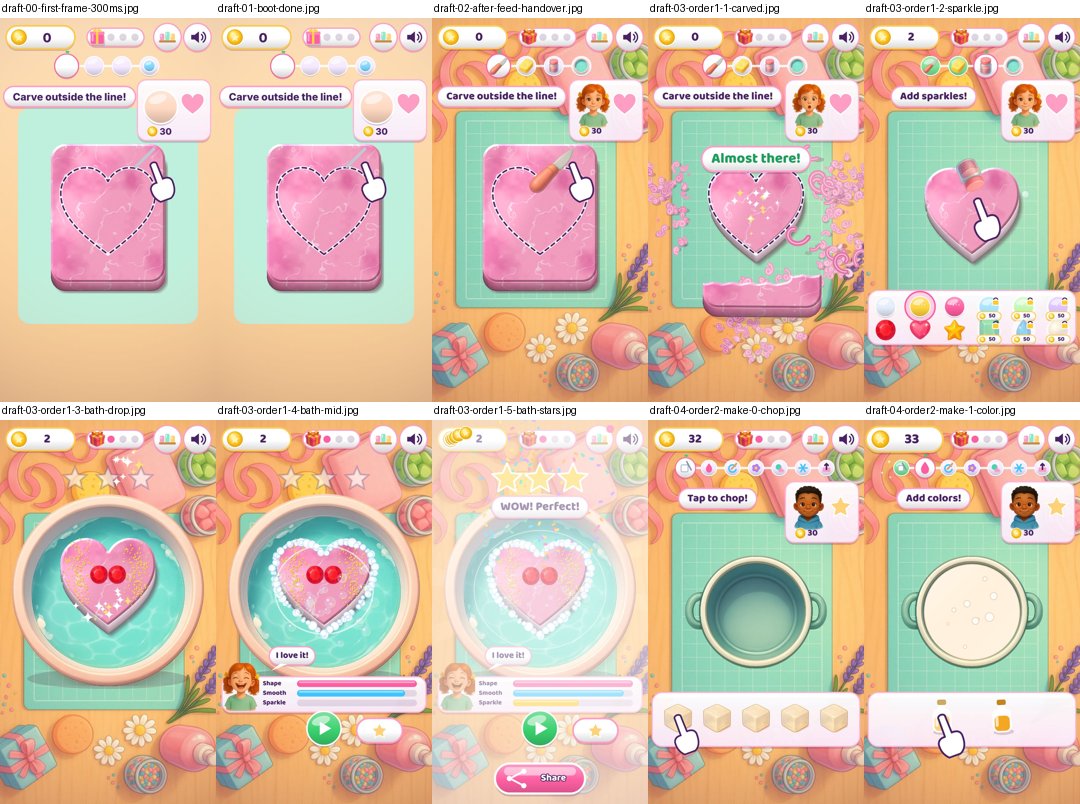 draft-00-first-frame-300ms.jpg
0
Carve outside the line!
30
draft-01-boot-done.jpg
0
Carve outside the line!
30
draft-02-after-feed-handover.jpg
0
Carve outside the line!
30
draft-03-order1-1-carved.jpg
0
Carve outside the line!
30
Almost there!
draft-03-order1-2-sparkle.jpg
2
Add sparkles!
30
50 50 50
50 50 50
draft-03-order1-3-bath-drop.jpg
2
draft-03-order1-4-bath-mid.jpg
2
I love it!
Shape
Smooth
Sparkle
draft-03-order1-5-bath-stars.jpg
2
WOW! Perfect!
I love it!
Shape
Smooth
Sparkle
Share
draft-04-order2-make-0-chop.jpg
32
Tap to chop!
30
draft-04-order2-make-1-color.jpg
33
Add colors!
30